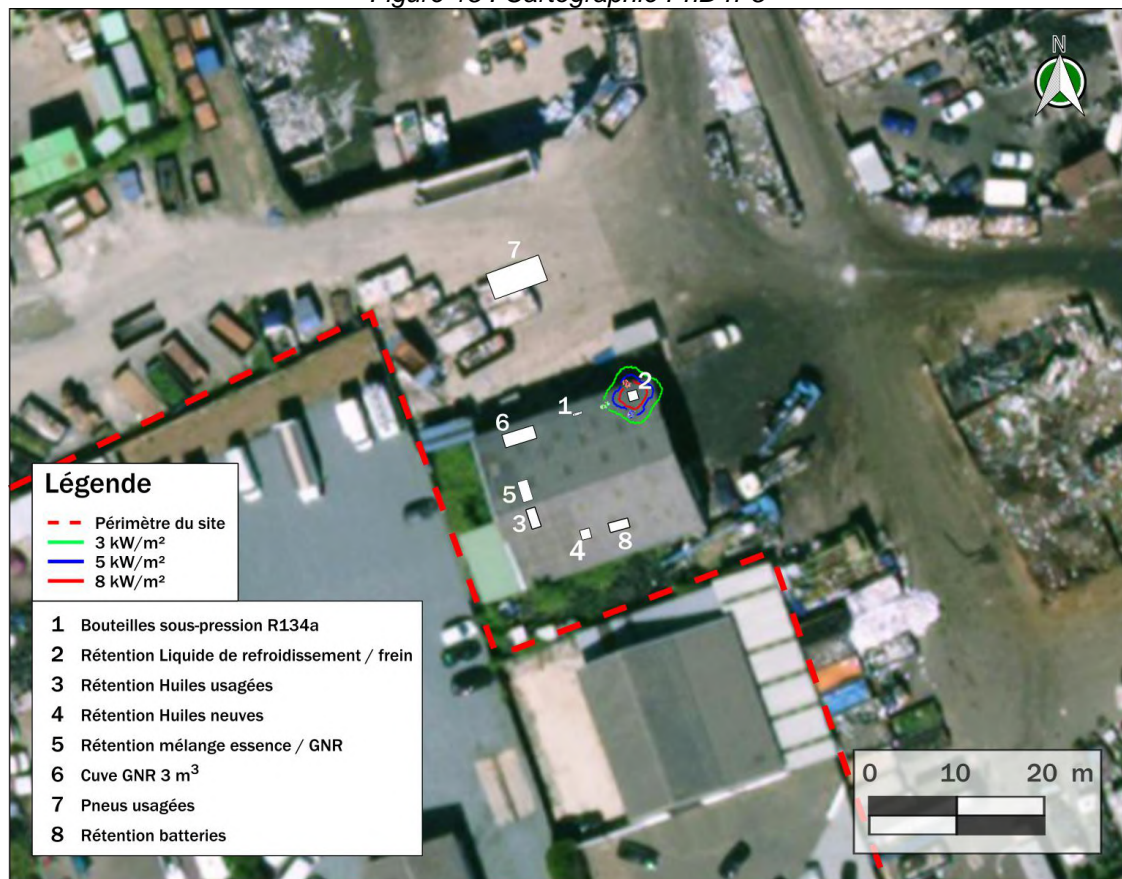 N
7
2
1
6
5
3
4
8
Légende
Périmètre du site
3 kW/m²
5 kW/m²
8 kW/m²
1 Bouteilles sous-pression R134a
2 Rétention Liquide de refroidissement / frein
3 Rétention Huiles usagées
4 Rétention Huiles neuves
5 Rétention mélange essence / GNR
6 Cuve GNR 3 m³
7 Pneus usagées
8 Rétention batteries
0 10 20 m